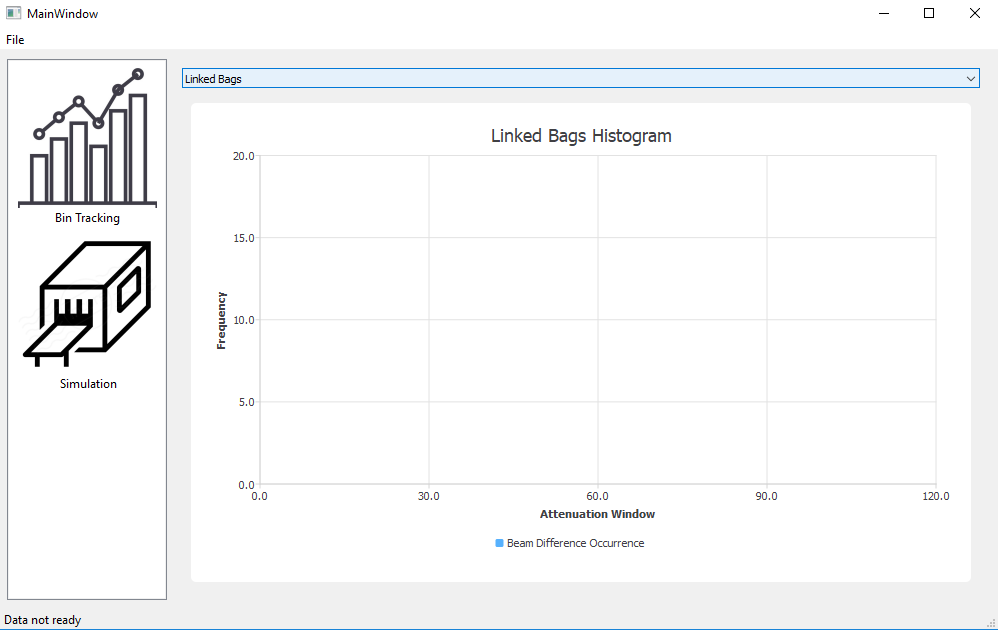 MainWindow
File
Bin Tracking
Simulation
Linked Bags
Linked Bags Histogram
20.0
15.0
10.0
5.0
0.0
Frequency
0.0 30.0 60.0 90.0 120.0
Attenuation Window
Beam Difference Occurrence
Data not ready